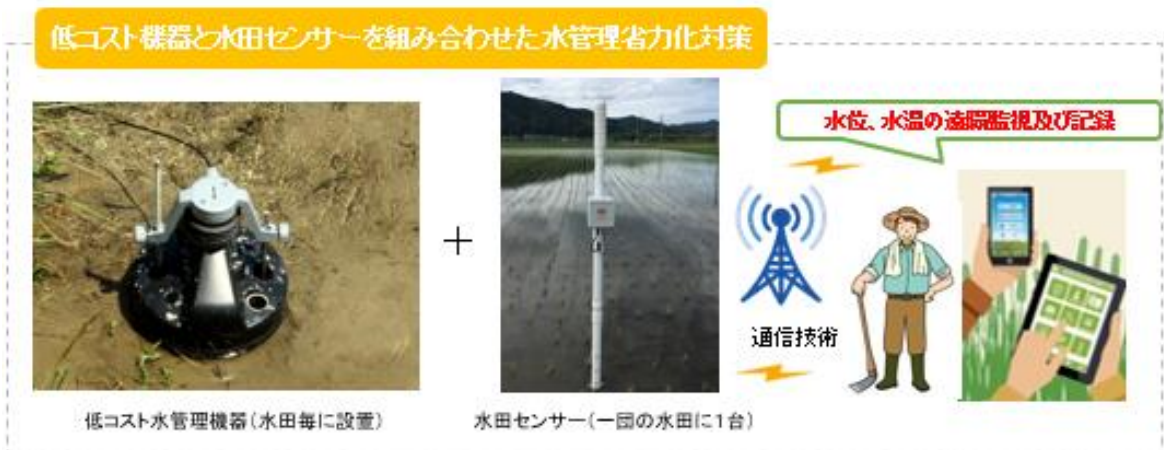 低コスト機器と水田センサーを組み合わせた水管理省力化対策
水位、水温の遠隔監視及び記録
+
通信技術
低コスト水管理機器(水田毎に設置)
水田センサー(一団の水田に1台)